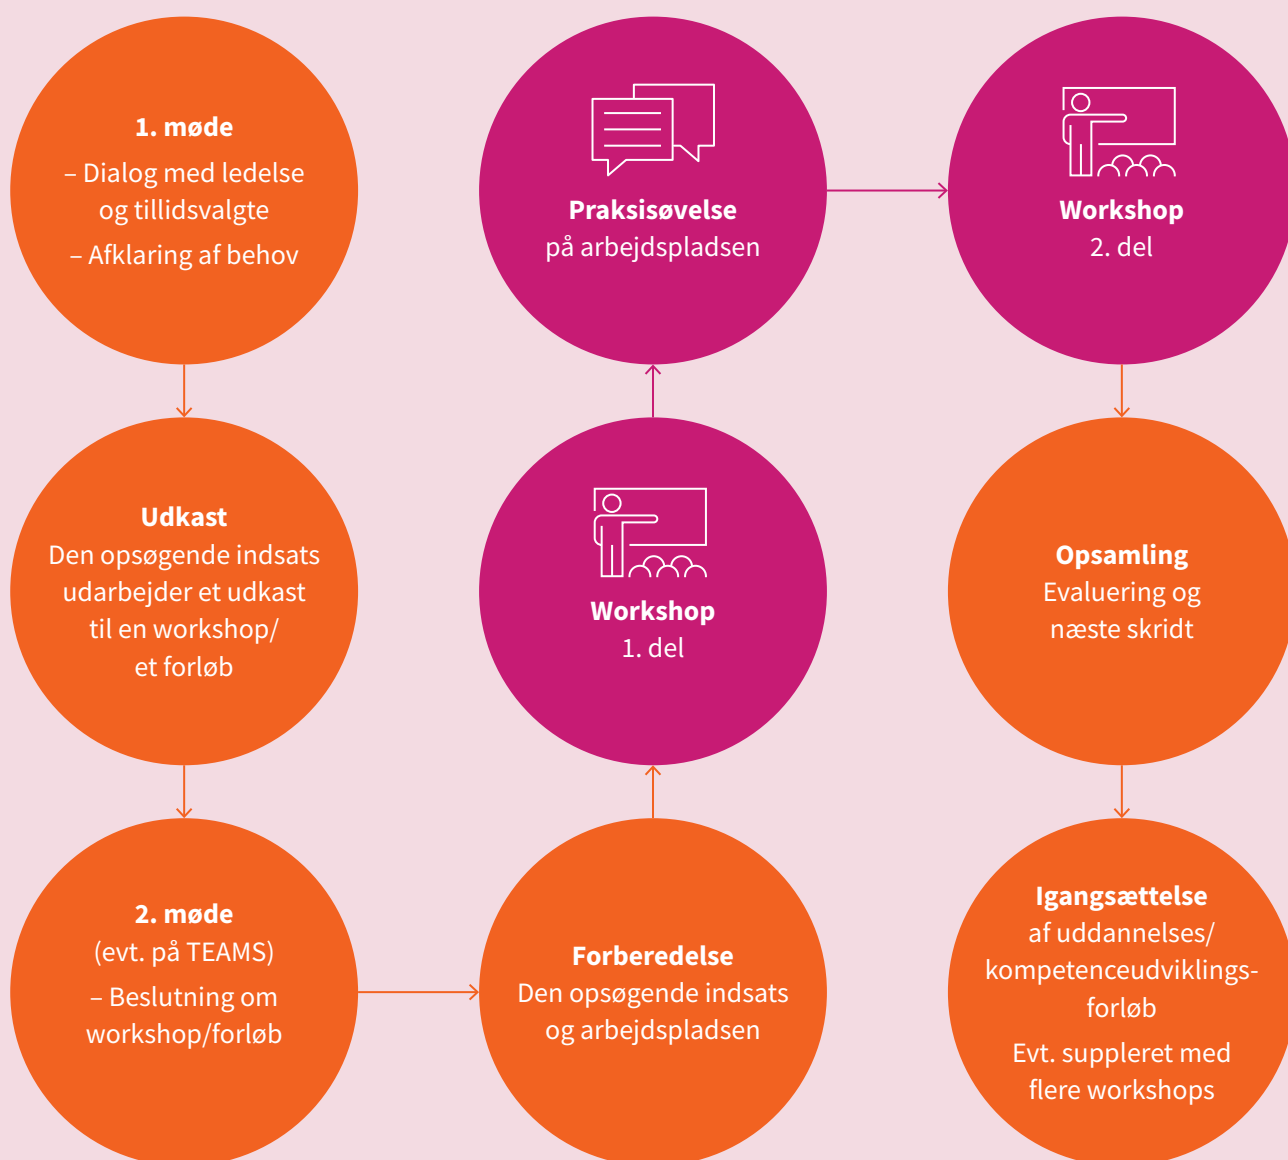 1. møde
– Dialog med ledelse
og tillidsvalgte
– Afklaring af behov
Udkast
Den opsøgende indsats
udarbejder et udkast
til en workshop/
et forløb
2. møde
(evt. på TEAMS)
– Beslutning om
workshop/forløb
Forberedelse
Den opsøgende indsats
og arbejdspladsen
Workshop
1. del
Praksisøvelse
på arbejdspladsen
Workshop
2. del
Opsamling
Evaluering og
næste skridt
Igangsættelse
af uddannelses/
kompetenceudviklings-
forløb
Evt. suppleret med
flere workshops